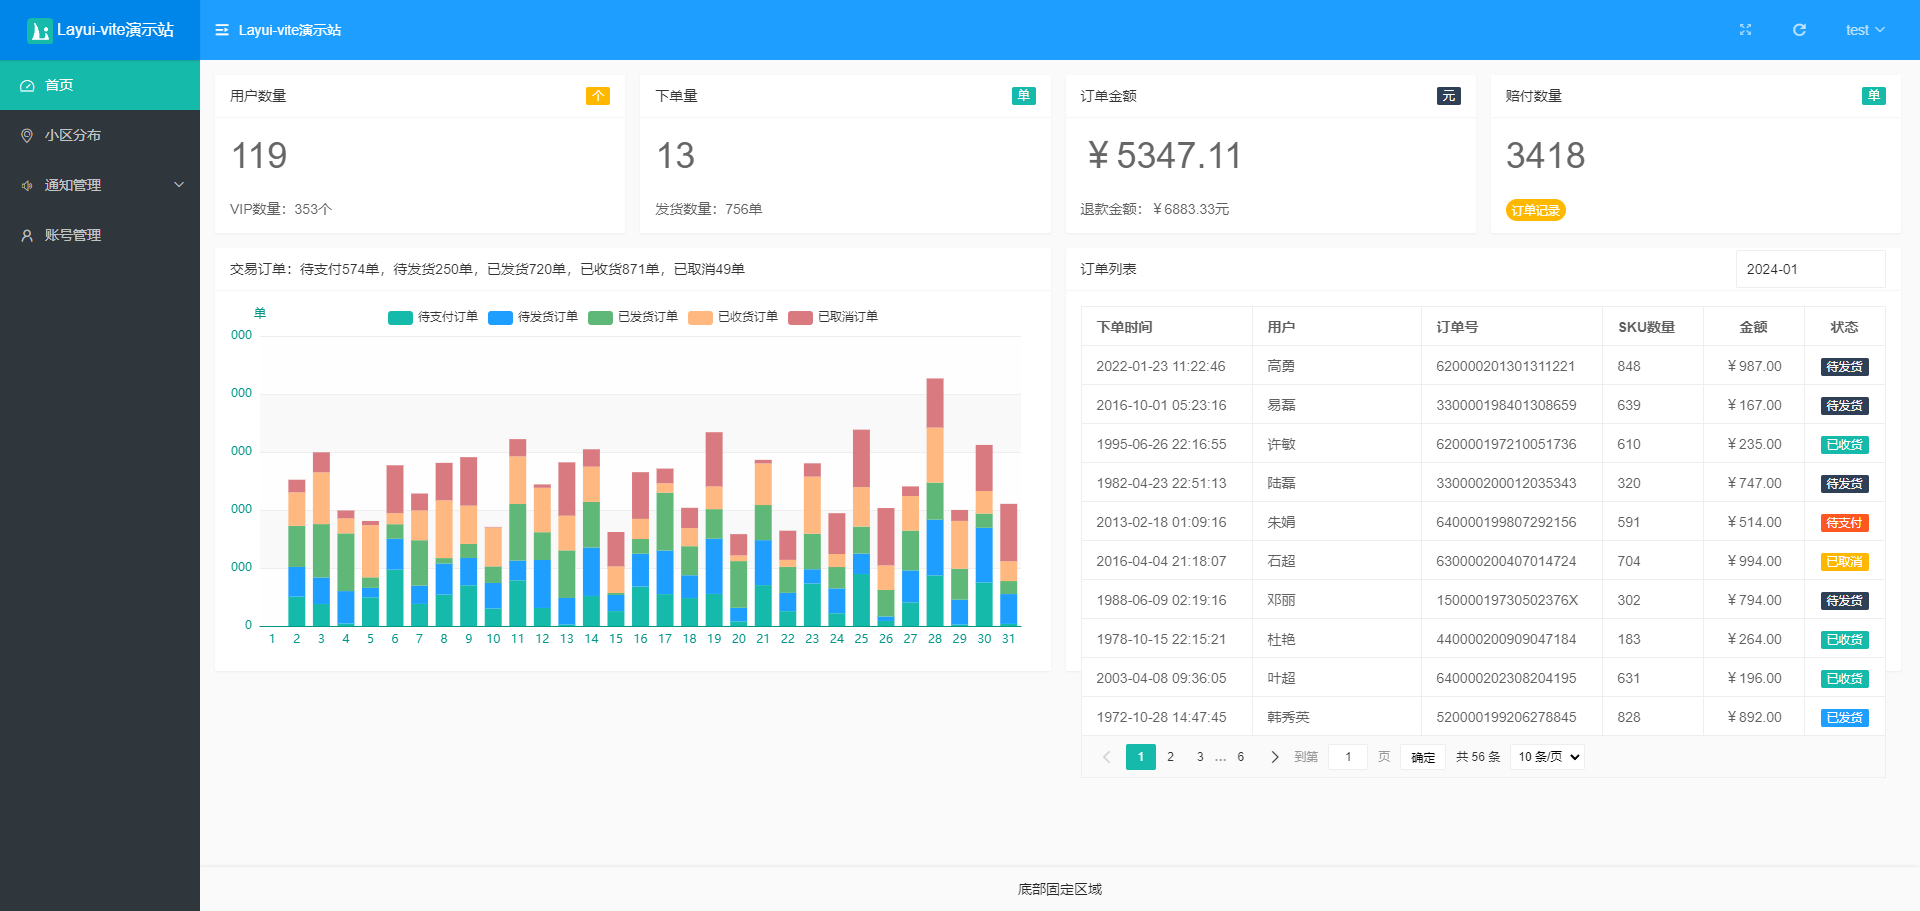 Layui-vite演示站
Layui-vite演示站
test
首页
小区分布
通知管理
账号管理
用户数量
个
119
VIP数量：353个
下单量
单
13
发货数量：756单
订单金额
元
￥5347.11
退款金额：￥6883.33元
赔付数量
单
3418
订单记录
交易订单：待支付574单，待发货250单，已发货720单，已收货871单，已取消49单
单
待支付订单 待发货订单 已发货订单 已收货订单 已取消订单
000
000
000
000
000
0
1 2 3 4 5 6 7 8 9 10 11 12 13 14 15 16 17 18 19 20 21 22 23 24 25 26 27 28 29 30 31
订单列表
2024-01
下单时间 用户 订单号 SKU数量 金额 状态
2022-01-23 11:22:46 高勇 620000201301311221 848 ￥987.00 待发货
2016-10-01 05:23:16 易磊 330000198401308659 639 ￥167.00 待发货
1995-06-26 22:16:55 许敏 620000197210051736 610 ￥235.00 已收货
1982-04-23 22:51:13 陆磊 330000200012035343 320 ￥747.00 待发货
2013-02-18 01:09:16 朱娟 640000199807292156 591 ￥514.00 待支付
2016-04-04 21:18:07 石超 630000200407014724 704 ￥994.00 已取消
1988-06-09 02:19:16 邓丽 15000019730502376X 302 ￥794.00 待发货
1978-10-15 22:15:21 杜艳 440000200909047184 183 ￥264.00 已收货
2003-04-08 09:36:05 叶超 640000202308204195 631 ￥196.00 已收货
1972-10-28 14:47:45 韩秀英 520000199206278845 828 ￥892.00 已发货
1 2 3 … 6 到第 1 页 确定 共 56 条 10 条/页
底部固定区域